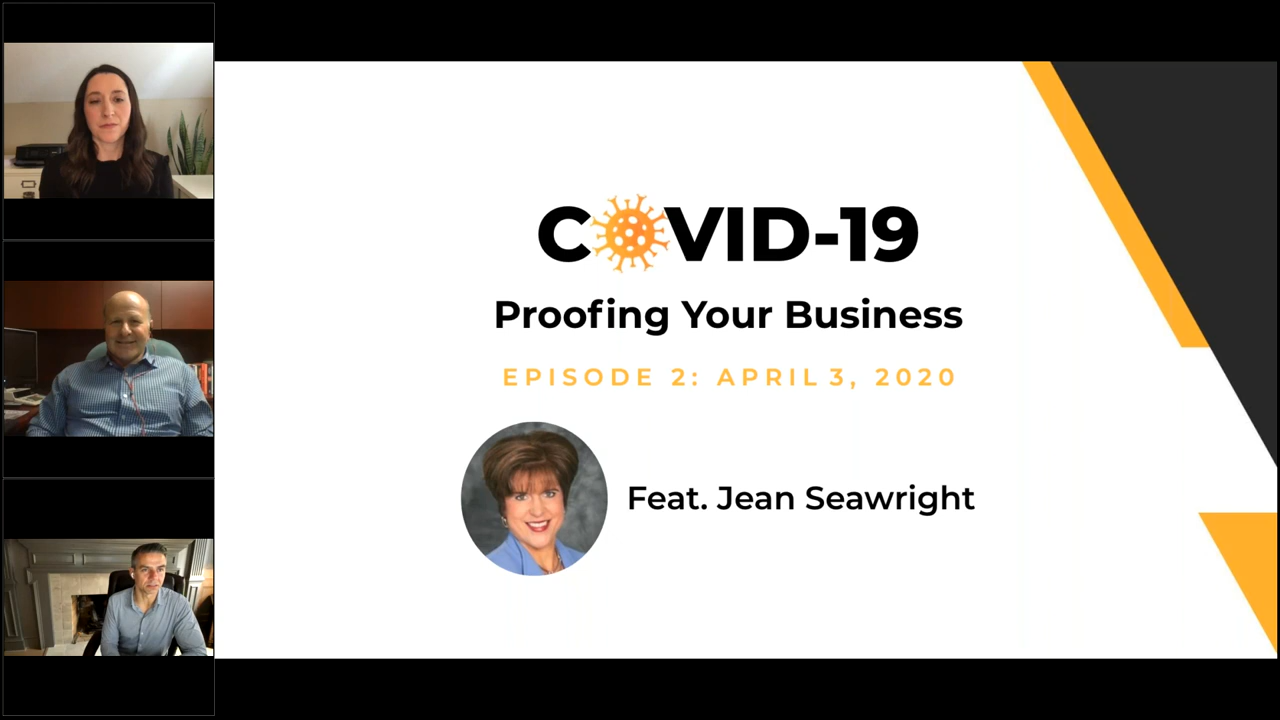 COVID-19
Proofing Your Business
EPISODE 2: APRIL 3, 2020
Feat. Jean Seawright